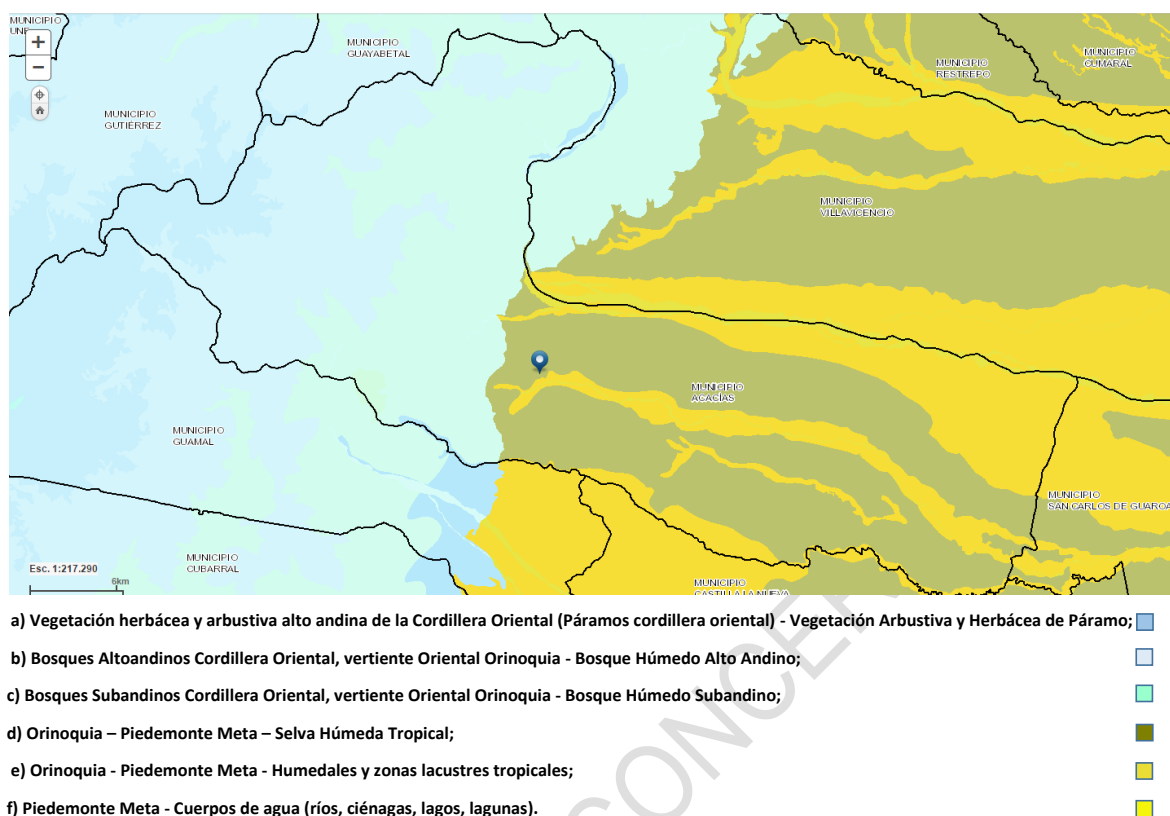 MUNICIPIO
UNE
+
−
MUNICIPIO
GUAYABETAL
MUNICIPIO
RESTREPO
MUNICIPIO
CUMARAL
MUNICIPIO
GUTIÉRREZ
MUNICIPIO
VILLAVICENCIO
MUNICIPIO
ACACÍAS
MUNICIPIO
GUAMAL
MUNICIPIO
SAN CARLOS DE GUAROA
MUNICIPIO
CUBARRAL
Esc. 1:217.290
6km
MUNICIPIO
CASTILLA LA NUEVA
a) Vegetación herbácea y arbustiva alto andina de la Cordillera Oriental (Páramos cordillera oriental) - Vegetación Arbustiva y Herbácea de Páramo;
b) Bosques Altoandinos Cordillera Oriental, vertiente Oriental Orinoquia - Bosque Húmedo Alto Andino;
c) Bosques Subandinos Cordillera Oriental, vertiente Oriental Orinoquia - Bosque Húmedo Subandino;
d) Orinoquia – Piedemonte Meta – Selva Húmeda Tropical;
e) Orinoquia - Piedemonte Meta - Humedales y zonas lacustres tropicales;
f) Piedemonte Meta - Cuerpos de agua (ríos, ciénagas, lagos, lagunas).